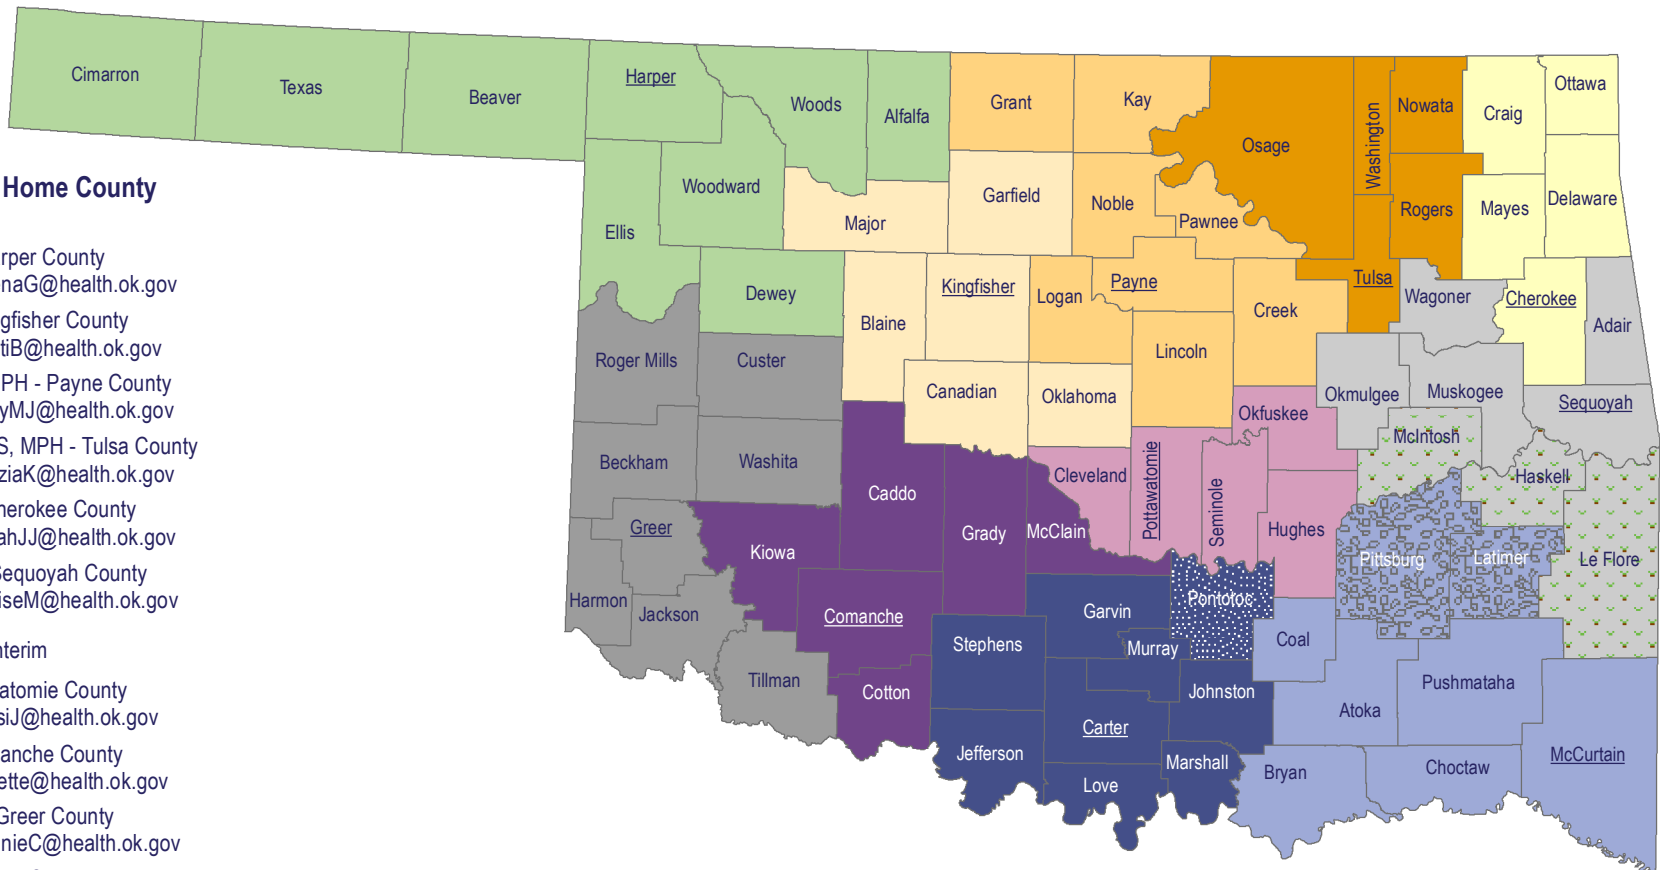 Home County
rper County
naG@health.ok.gov
gfisher County
tiB@health.ok.gov
PH - Payne County
yMJ@health.ok.gov
S, MPH - Tulsa County
ziaK@health.ok.gov
herokee County
ahJJ@health.ok.gov
Sequoyah County
iseM@health.ok.gov
nterim
atomie County
siJ@health.ok.gov
anche County
ette@health.ok.gov
Greer County
nieC@health.ok.gov
Cimarron
Texas
Beaver
Harper
Woods
Alfalfa
Grant
Kay
Osage
Washington
Nowata
Craig
Ottawa
Ellis
Woodward
Major
Garfield
Noble
Pawnee
Rogers
Mayes
Delaware
Dewey
Blaine
Kingfisher
Logan
Payne
Creek
Tulsa
Wagoner
Cherokee
Adair
Roger Mills
Custer
Canadian
Oklahoma
Lincoln
Okfuskee
Okmulgee
Muskogee
Sequoyah
Beckham
Washita
Caddo
Grady
McClain
Cleveland
Pottawatomie
Seminole
Hughes
McIntosh
Haskell
Greer
Kiowa
Pittsburg
Latimer
Le Flore
Harmon
Jackson
Comanche
Stephens
Garvin
Murray
Pontotoc
Coal
Tillman
Cotton
Jefferson
Carter
Johnston
Atoka
Pushmataha
Love
Marshall
Bryan
Choctaw
McCurtain